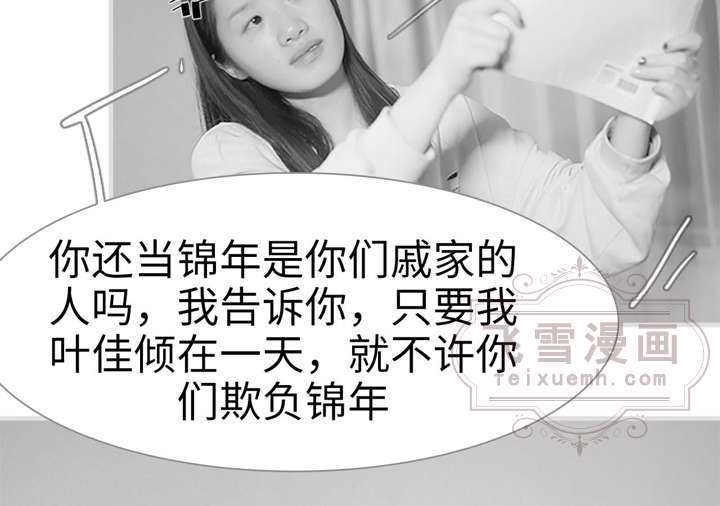 你还当锦年是你们戚家的
人吗，我告诉你，只要我
叶佳倾在一天，就不许你
们欺负锦年
飞雪漫画
feixuemh.com